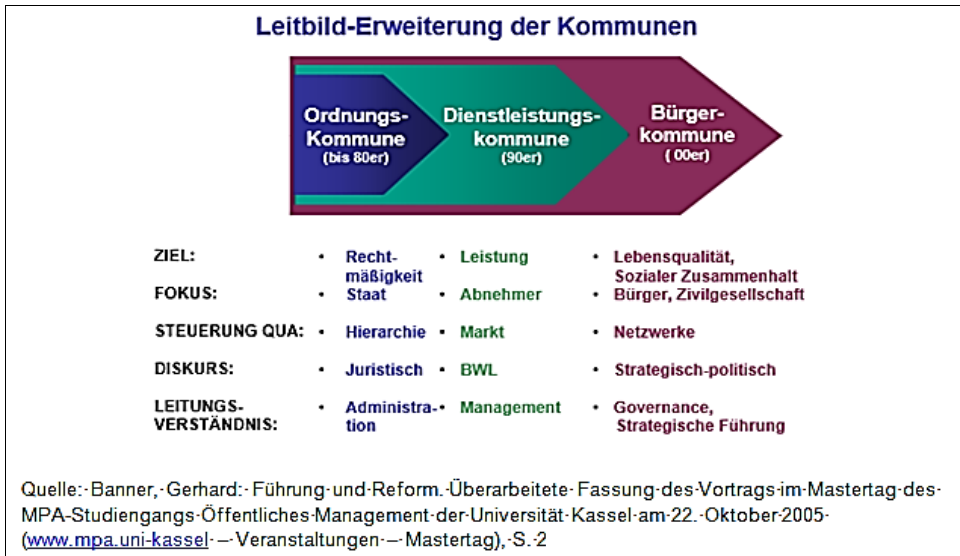 Leitbild-Erweiterung der Kommunen
Ordnungs-
Kommune
(bis 80er)
Dienstleistungs-
kommune
(90er)
Bürger-
kommune
( 00er)
ZIEL: • Recht- • Leistung • Lebensqualität,
mäßigkeit Sozialer Zusammenhalt
FOKUS: • Staat • Abnehmer • Bürger, Zivilgesellschaft
STEUERUNG QUA: • Hierarchie • Markt • Netzwerke
DISKURS: • Juristisch • BWL • Strategisch-politisch
LEITUNGS- • Administra- • Management • Governance,
VERSTÄNDNIS: tion Strategische Führung
Quelle:·Banner,·Gerhard:·Führung·und·Reform.·Überarbeitete·Fassung·des·Vortrags·im·Mastertag·des·
MPA-Studiengangs·Öffentliches·Management·der·Universität·Kassel·am·22.·Oktober·2005·
(www.mpa.uni-kassel·–·Veranstaltungen·–·Mastertag),·S.·2